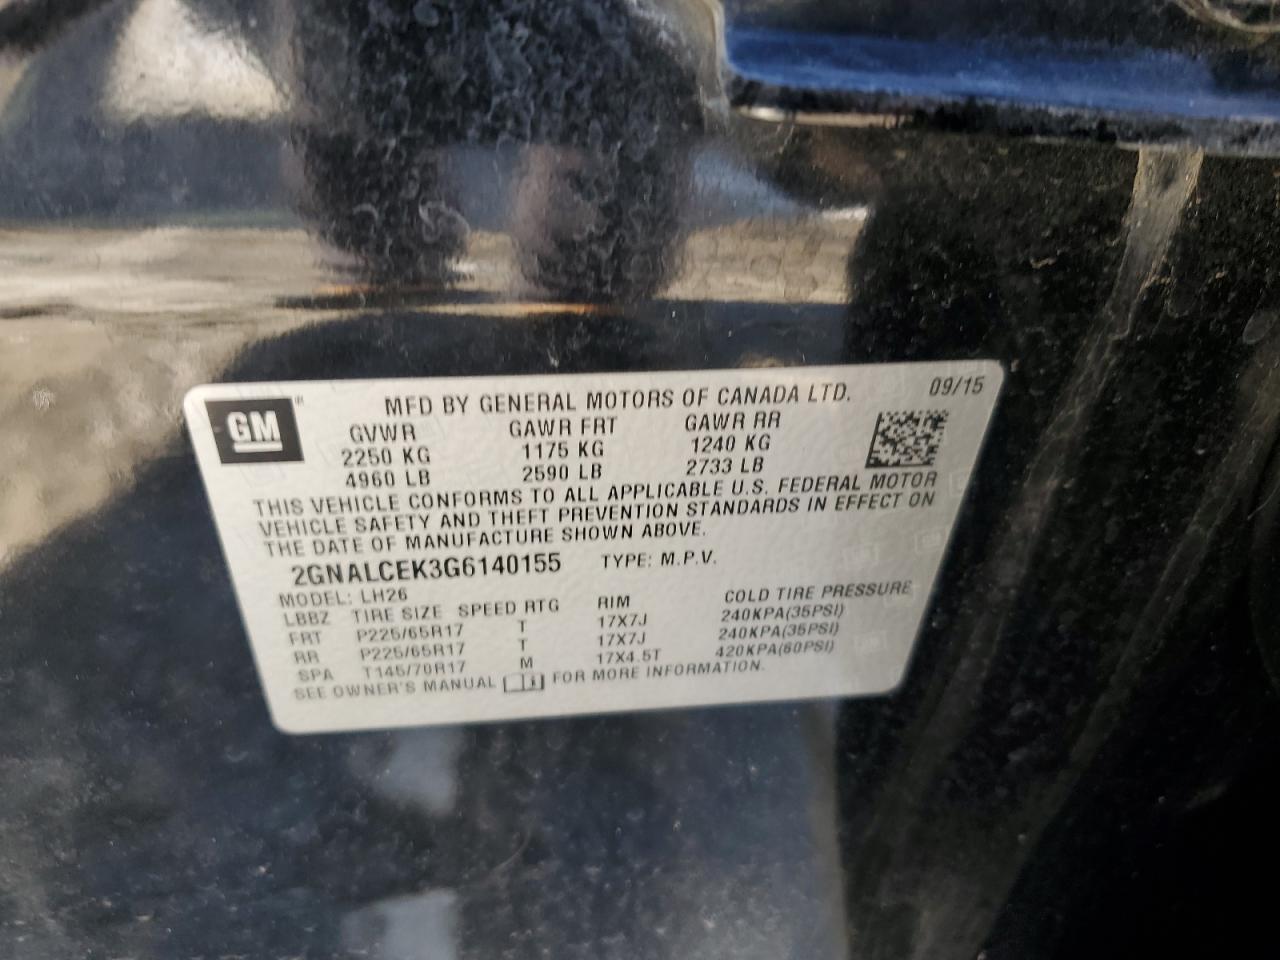 GM ® MFD BY GENERAL MOTORS OF CANADA LTD. 09/15
GVWR GAWR FRT GAWR RR
2250 KG 1175 KG 1240 KG
4960 LB 2590 LB 2733 LB
THIS VEHICLE CONFORMS TO ALL APPLICABLE U.S. FEDERAL MOTOR
VEHICLE SAFETY AND THEFT PREVENTION STANDARDS IN EFFECT ON
THE DATE OF MANUFACTURE SHOWN ABOVE.
2GNALCEK3G6140155 TYPE: M.P.V.
MODEL: LH26
LBBZ TIRE SIZE SPEED RTG RIM COLD TIRE PRESSURE
FRT P225/65R17 T 17X7J 240KPA(35PSI)
RR P225/65R17 T 17X7J 240KPA(35PSI)
SPA T145/70R17 M 17X4.5T 420KPA(60PSI)
SEE OWNER'S MANUAL FOR MORE INFORMATION.